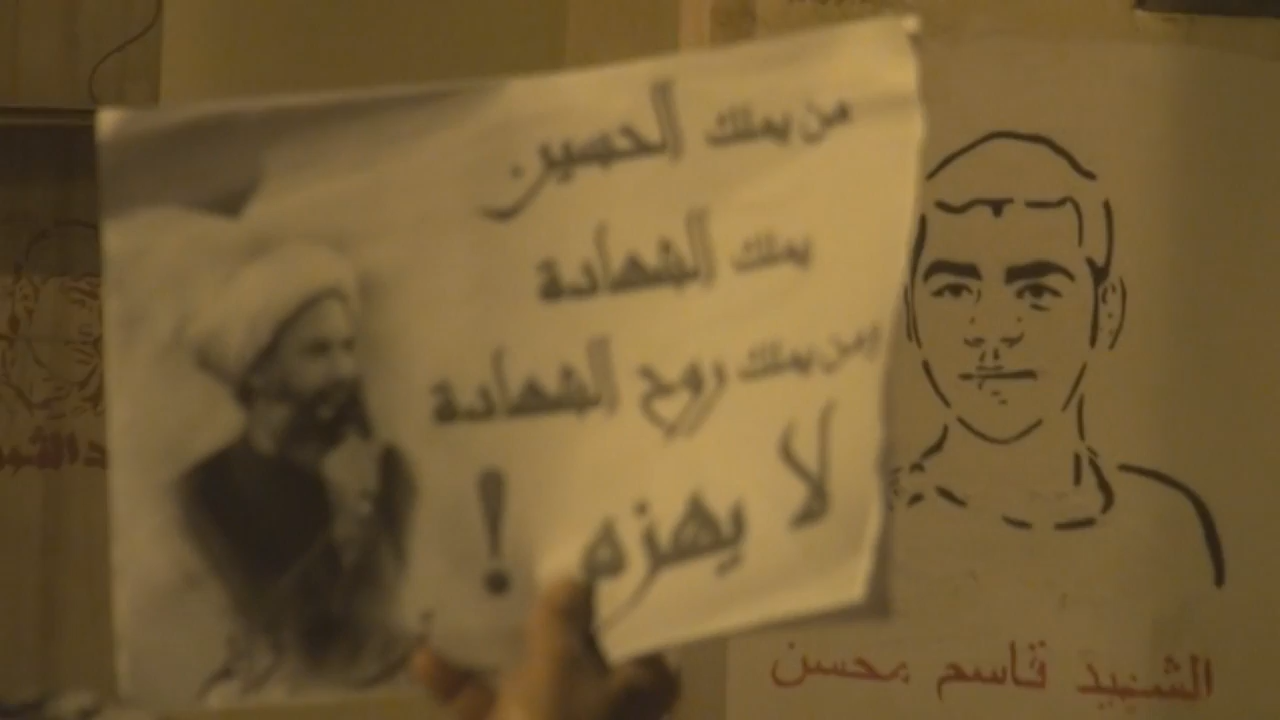 من يملك الحسين
يملك الشهادة
ومن يملك روح الشهادة
لا يهزم !
الشهيد قاسم محسن